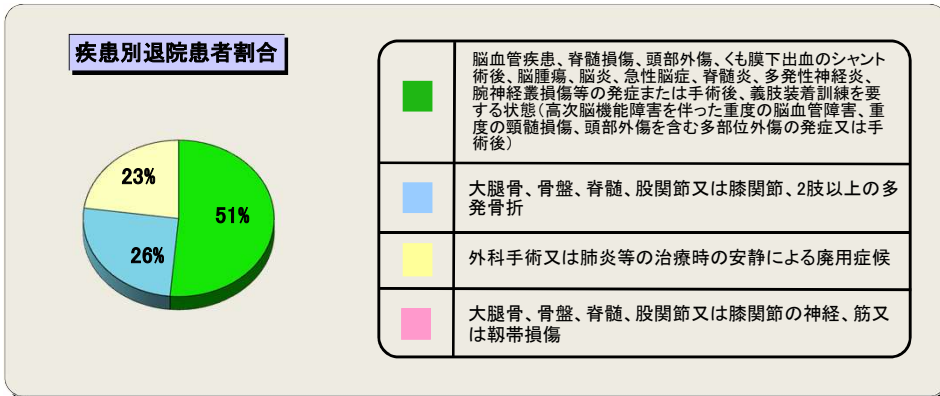 疾患別退院患者割合
23%
51%
26%
脳血管疾患、脊髄損傷、頭部外傷、くも膜下出血のシャント
術後、脳腫瘍、脳炎、急性脳症、脊髄炎、多発性神経炎、
腕神経叢損傷等の発症または手術後、義肢装着訓練を要
する状態(高次脳機能障害を伴った重度の脳血管障害、重
度の頸髄損傷、頭部外傷を含む多部位外傷の発症又は手
術後)
大腿骨、骨盤、脊髄、股関節又は膝関節、2肢以上の多
発骨折
外科手術又は肺炎等の治療時の安静による廃用症候
大腿骨、骨盤、脊髄、股関節又は膝関節の神経、筋又
は靱帯損傷